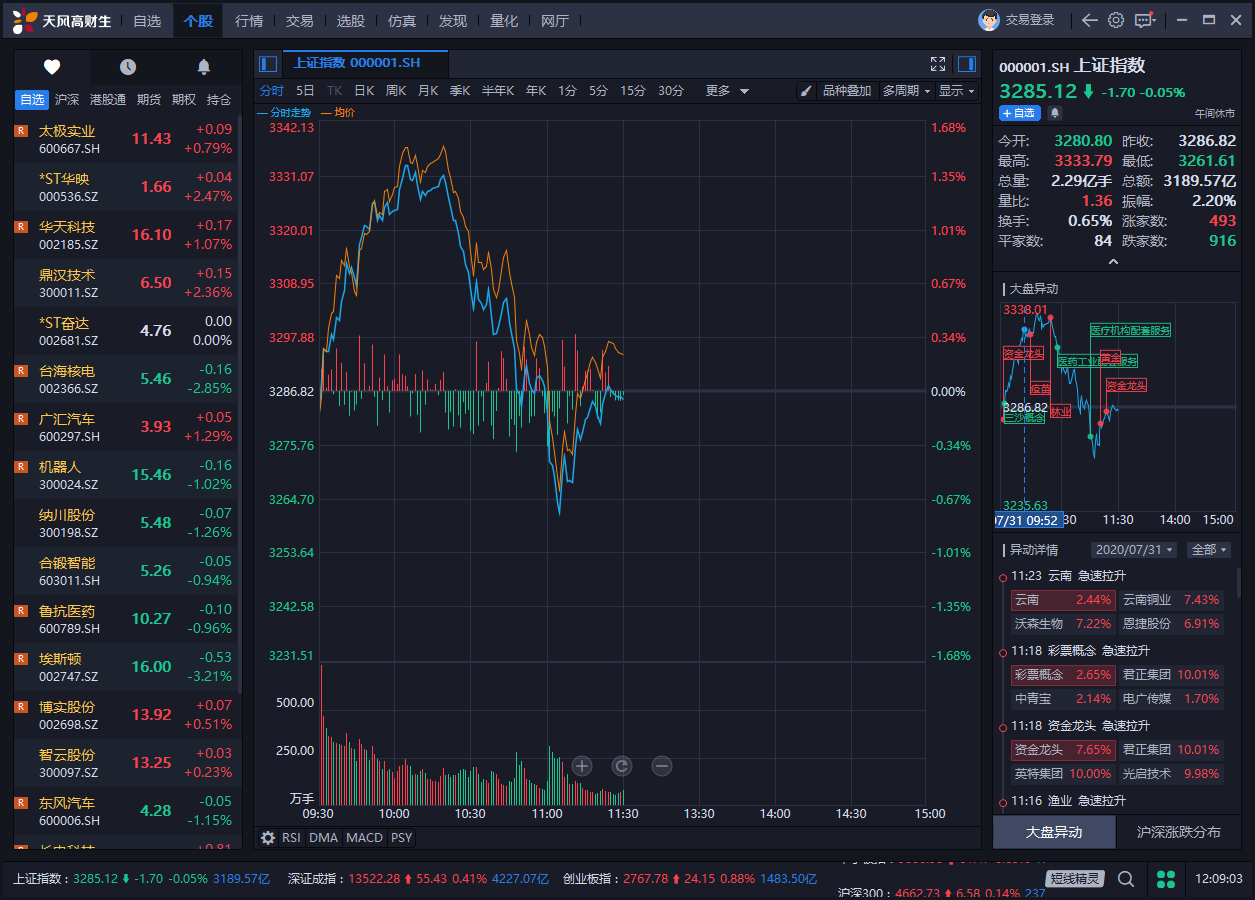 天风高财生 自选 个股 行情 交易 选股 仿真 发现 量化 网厅 交易登录
自选 沪深 港股通 期货 期权 持仓
R 太极实业 600667.SH 11.43 +0.09 +0.79%
*ST华映 000536.SZ 1.66 +0.04 +2.47%
R 华天科技 002185.SZ 16.10 +0.17 +1.07%
鼎汉技术 300011.SZ 6.50 +0.15 +2.36%
*ST奋达 002681.SZ 4.76 0.00 0.00%
R 台海核电 002366.SZ 5.46 -0.16 -2.85%
R 广汇汽车 600297.SH 3.93 +0.05 +1.29%
R 机器人 300024.SZ 15.46 -0.16 -1.02%
纳川股份 300198.SZ 5.48 -0.07 -1.26%
合锻智能 603011.SH 5.26 -0.05 -0.94%
R 鲁抗医药 600789.SH 10.27 -0.10 -0.96%
R 埃斯顿 002747.SZ 16.00 -0.53 -3.21%
R 博实股份 002698.SZ 13.92 +0.07 +0.51%
智云股份 300097.SZ 13.25 +0.03 +0.23%
R 东风汽车 600006.SH 4.28 -0.05 -1.15%
上证指数 000001.SH
分时 5日 TK 日K 周K 月K 季K 半年K 年K 1分 5分 15分 30分 更多 品种叠加 多周期 显示
分时走势 均价
3342.13 1.68%
3331.07 1.35%
3320.01 1.01%
3308.95 0.67%
3297.88 0.34%
3286.82 0.00%
3275.76 -0.34%
3264.70 -0.67%
3253.64 -1.01%
3242.58 -1.35%
3231.51 -1.68%
500.00
250.00
万手
09:30 10:00 10:30 11:00 11:30 13:30 14:00 14:30 15:00
RSI DMA MACD PSY
000001.SH 上证指数
3285.12 -1.70 -0.05%
+自选 午间休市
今开: 3280.80 昨收: 3286.82
最高: 3333.79 最低: 3261.61
总量: 2.29亿手 总额: 3189.57亿
量比: 1.36 振幅: 2.20%
换手: 0.65% 涨家数: 493
平家数: 84 跌家数: 916
大盘异动
3338.01
医疗机构配套服务
资金龙头
医药工业
黄金
服务
疫苗
资金龙头
3286.82
林业
三沙概念
3235.63
7/31 09:52 30 11:30 14:00 15:00
异动详情 2020/07/31 全部
11:23 云南 急速拉升
云南 2.44% 云南铜业 7.43%
沃森生物 7.22% 恩捷股份 6.91%
11:18 彩票概念 急速拉升
彩票概念 2.65% 君正集团 10.01%
中青宝 2.14% 电广传媒 1.70%
11:18 资金龙头 急速拉升
资金龙头 7.65% 君正集团 10.01%
英特集团 10.00% 光启技术 9.98%
11:16 渔业 急速拉升
大盘异动 沪深涨跌分布
上证指数: 3285.12 -1.70 -0.05% 3189.57亿 深证成指: 13522.28 55.43 0.41% 4227.07亿 创业板指: 2767.78 24.15 0.88% 1483.50亿 沪深300: 4662.73 6.58 0.14% 237 短线精灵 12:09:03